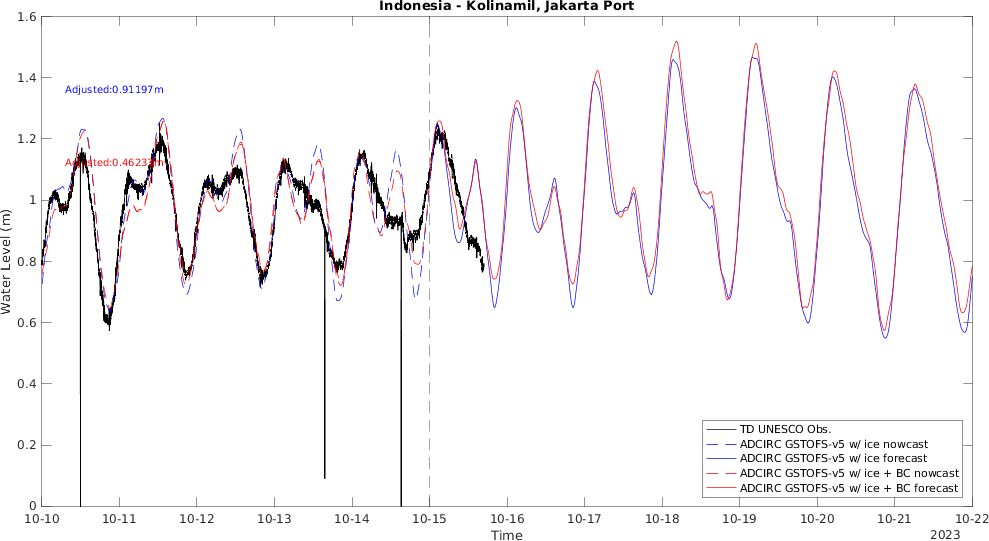 Indonesia - Kolinamil, Jakarta Port
1.6
1.4
1.2
1
0.8
0.6
0.4
0.2
0
Water Level (m)
Adjusted:0.91197m
Adjusted:0.46233m
TD UNESCO Obs.
ADCIRC GSTOFS-v5 w/ ice nowcast
ADCIRC GSTOFS-v5 w/ ice forecast
ADCIRC GSTOFS-v5 w/ ice + BC nowcast
ADCIRC GSTOFS-v5 w/ ice + BC forecast
10-10 10-11 10-12 10-13 10-14 10-15 10-16 10-17 10-18 10-19 10-20 10-21 10-22
Time
2023